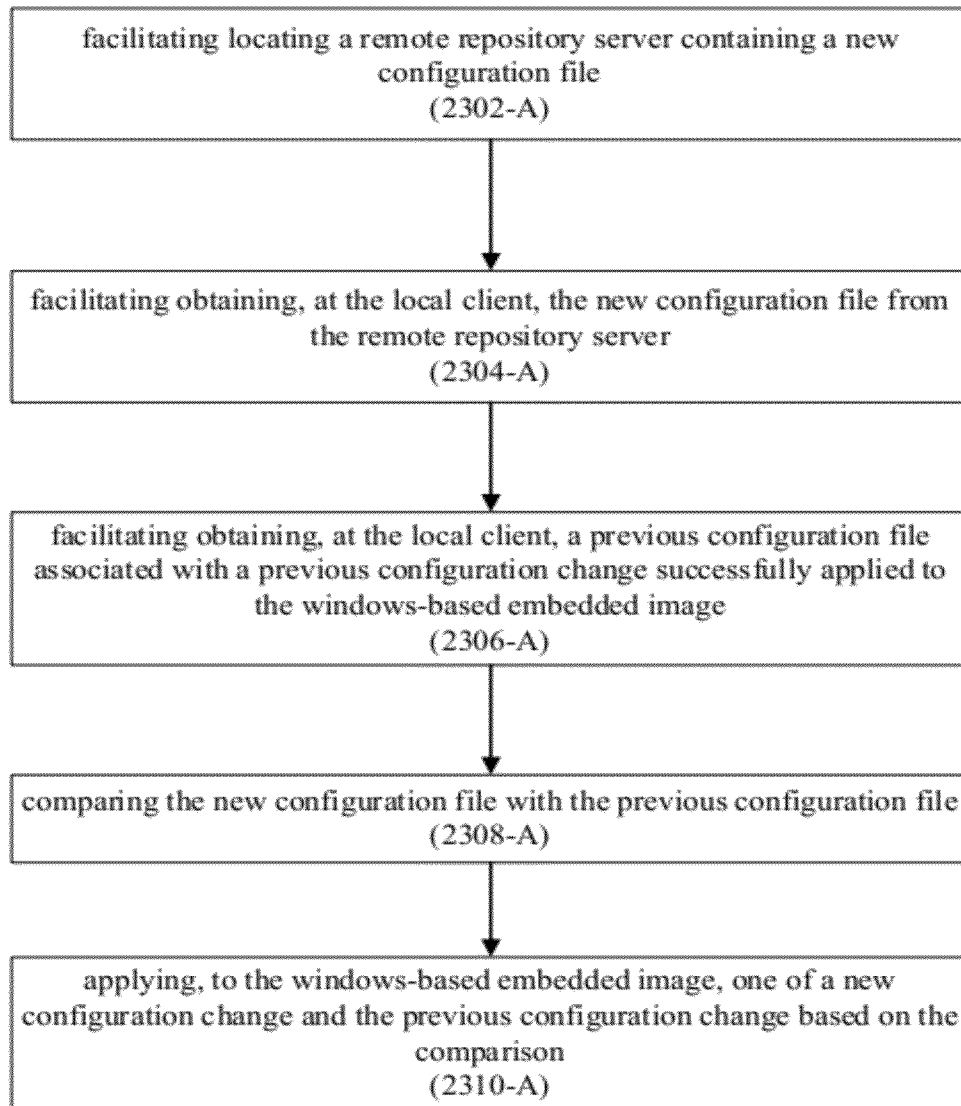 facilitating locating a remote repository server containing a new
configuration file
(2302-A)
facilitating obtaining, at the local client, the new configuration file from
the remote repository server
(2304-A)
facilitating obtaining, at the local client, a previous configuration file
associated with a previous configuration change successfully applied to
the windows-based embedded image
(2306-A)
comparing the new configuration file with the previous configuration file
(2308-A)
applying, to the windows-based embedded image, one of a new
configuration change and the previous configuration change based on the
comparison
(2310-A)